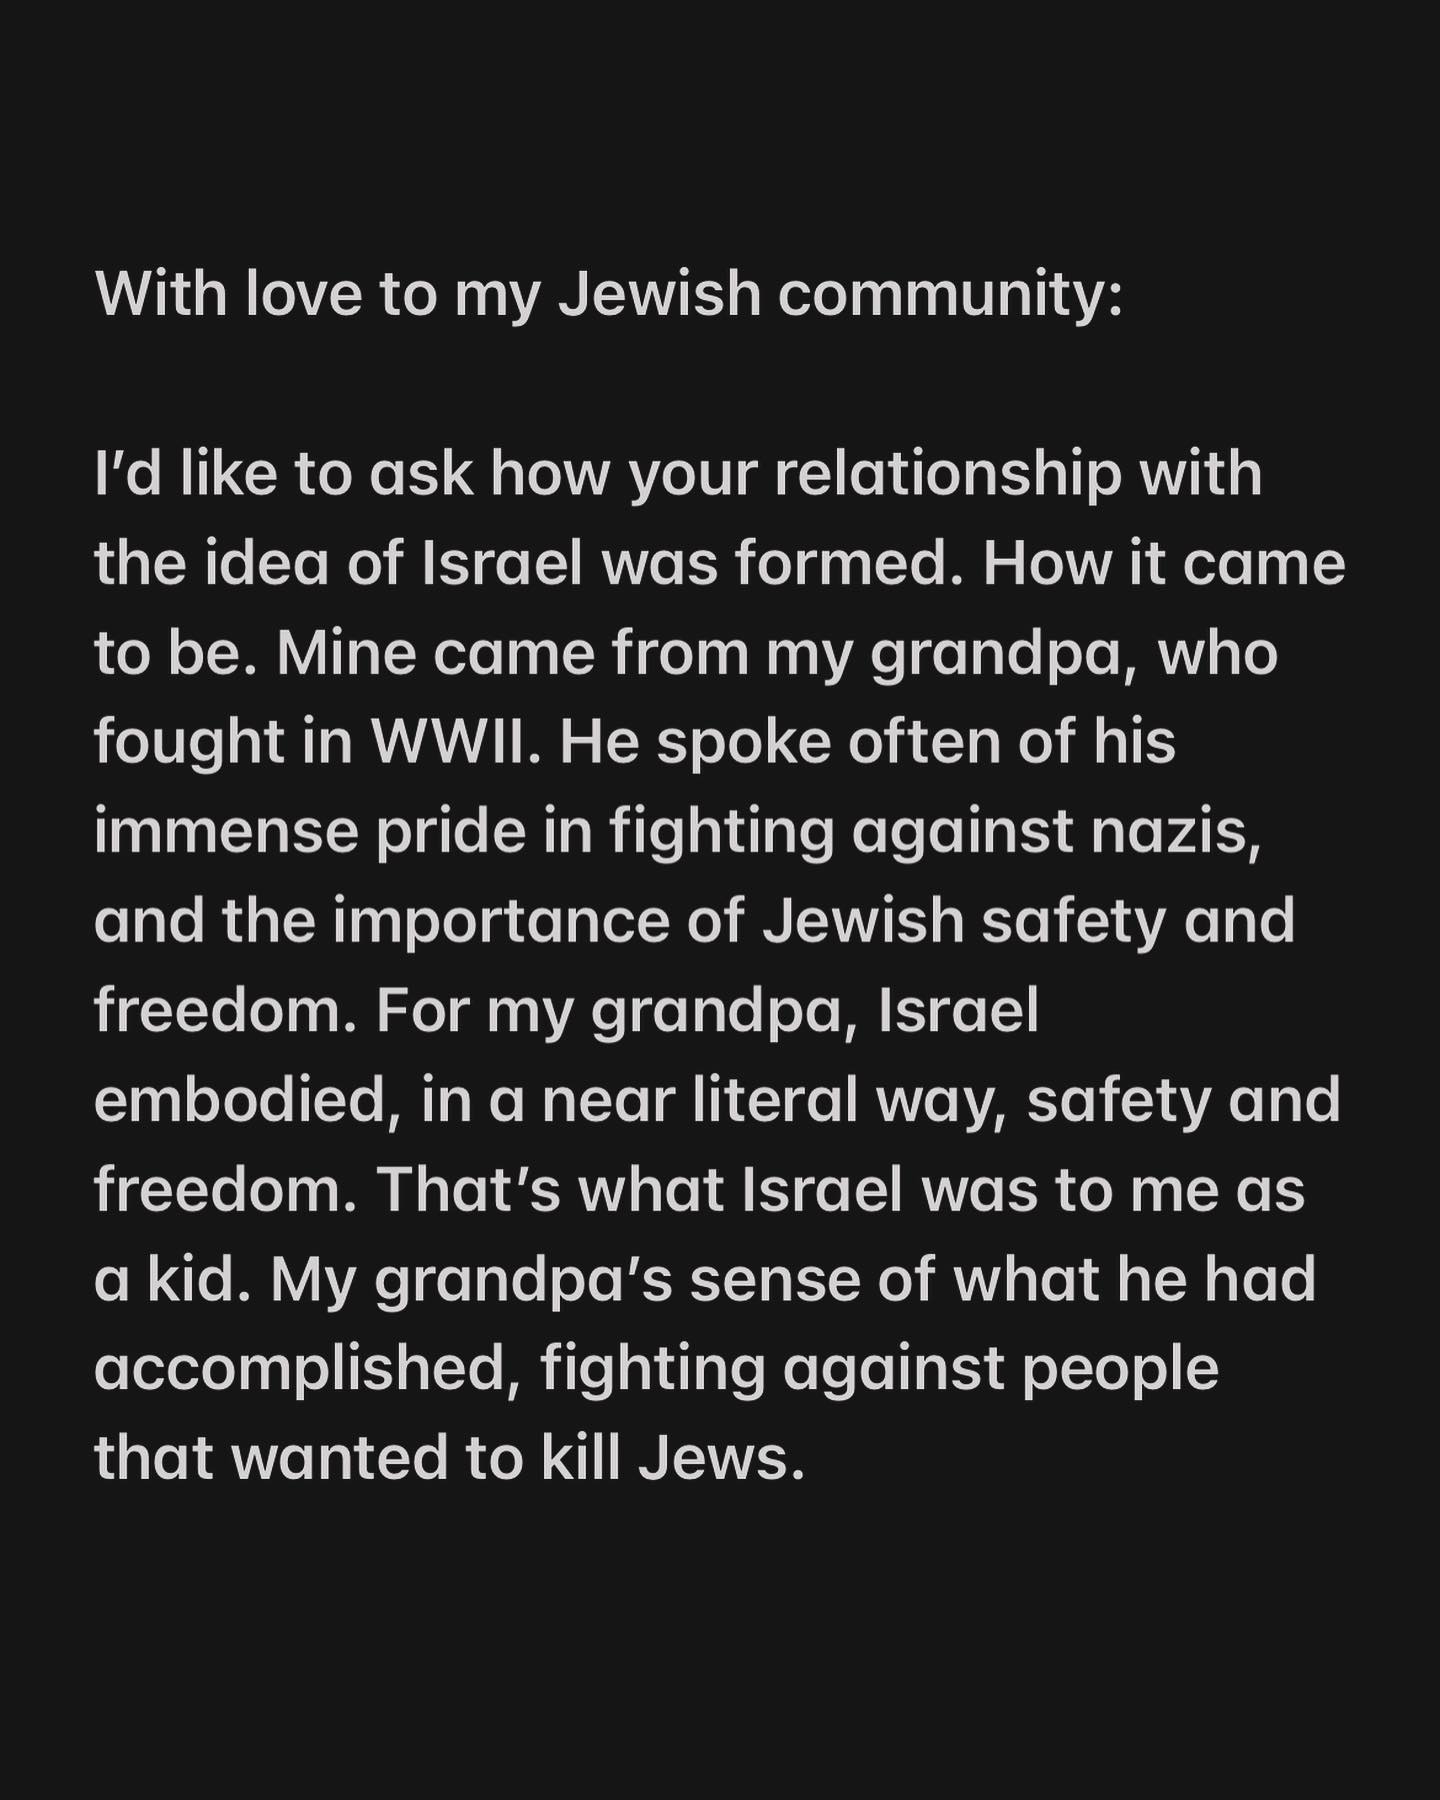 With love to my Jewish community:
I’d like to ask how your relationship with
the idea of Israel was formed. How it came
to be. Mine came from my grandpa, who
fought in WWII. He spoke often of his
immense pride in fighting against nazis,
and the importance of Jewish safety and
freedom. For my grandpa, Israel
embodied, in a near literal way, safety and
freedom. That’s what Israel was to me as
a kid. My grandpa’s sense of what he had
accomplished, fighting against people
that wanted to kill Jews.